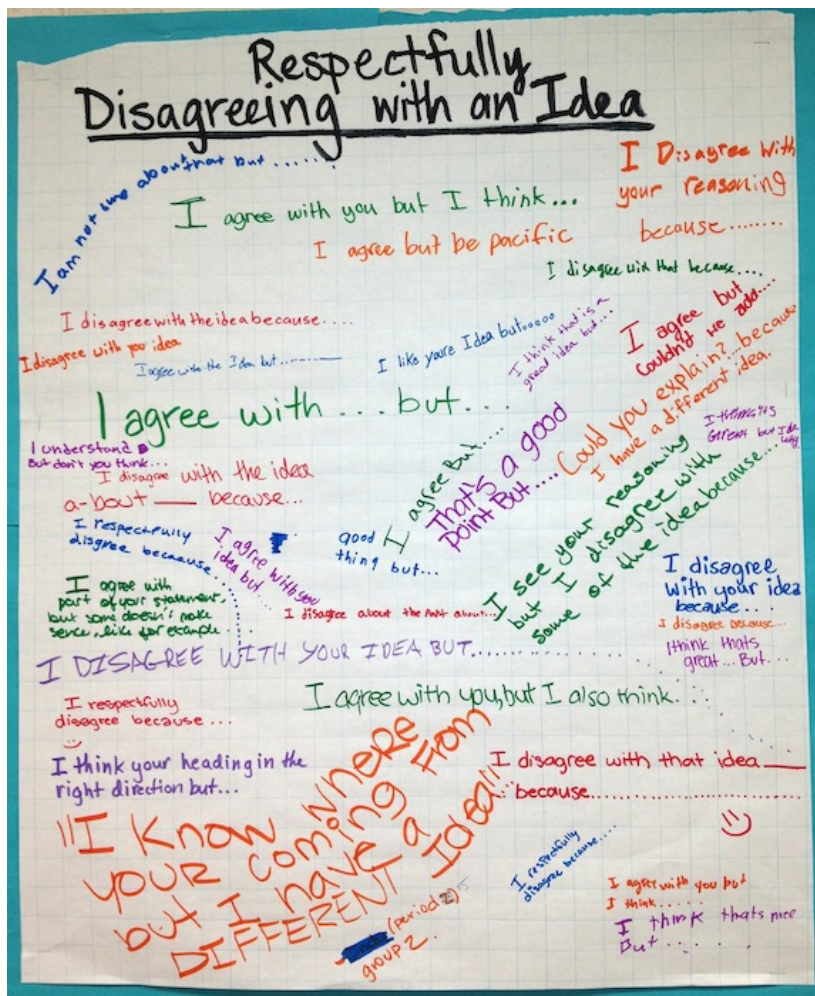 Respectfully
Disagreeing with an Idea
I am not sure about that but ......
I agree with you but I think...
I Disagree with
your reasoning
because........
I agree but be pacific
I disagree with that because....
I disagree with the idea because....
I disagree with you idea
I agree with the Idea but
I like youre Idea but.....
I think that is a
great idea but...
I agree but
Couldn't we add....
Could you explain?...because
I have a different idea.
I agree with ... but...
I think its
Great but
I understand
But don't you think...
I disagree with the idea
a-bout ___ because...
I agree But.....
That's a good
point But....
I see your reasoning
but I disagree with
some of the idea because...
I respectfully
disgree becaause
I agree with you
idea but...
good
thing but...
I agree with
part of your statement,
but some doesn't make
sence, like for example...
I disagree about the part about...
I disagree
with your idea
because...
I disagree because...
I think thats
great...But...
I DISAGREE WITH YOUR IDEA BUT..............
I agree with you, but I also think...
I respectfully
disagree because...
I think your heading in the
right direction but...
I disagree with that idea ____
because..............................
"I Know where
your coming from
but I have a
DIFFERENT Idea!"
(period 2) 5
group 2.
I respectfully
disagree because....
I agree with you but
I think.....
I think thats nice
But......